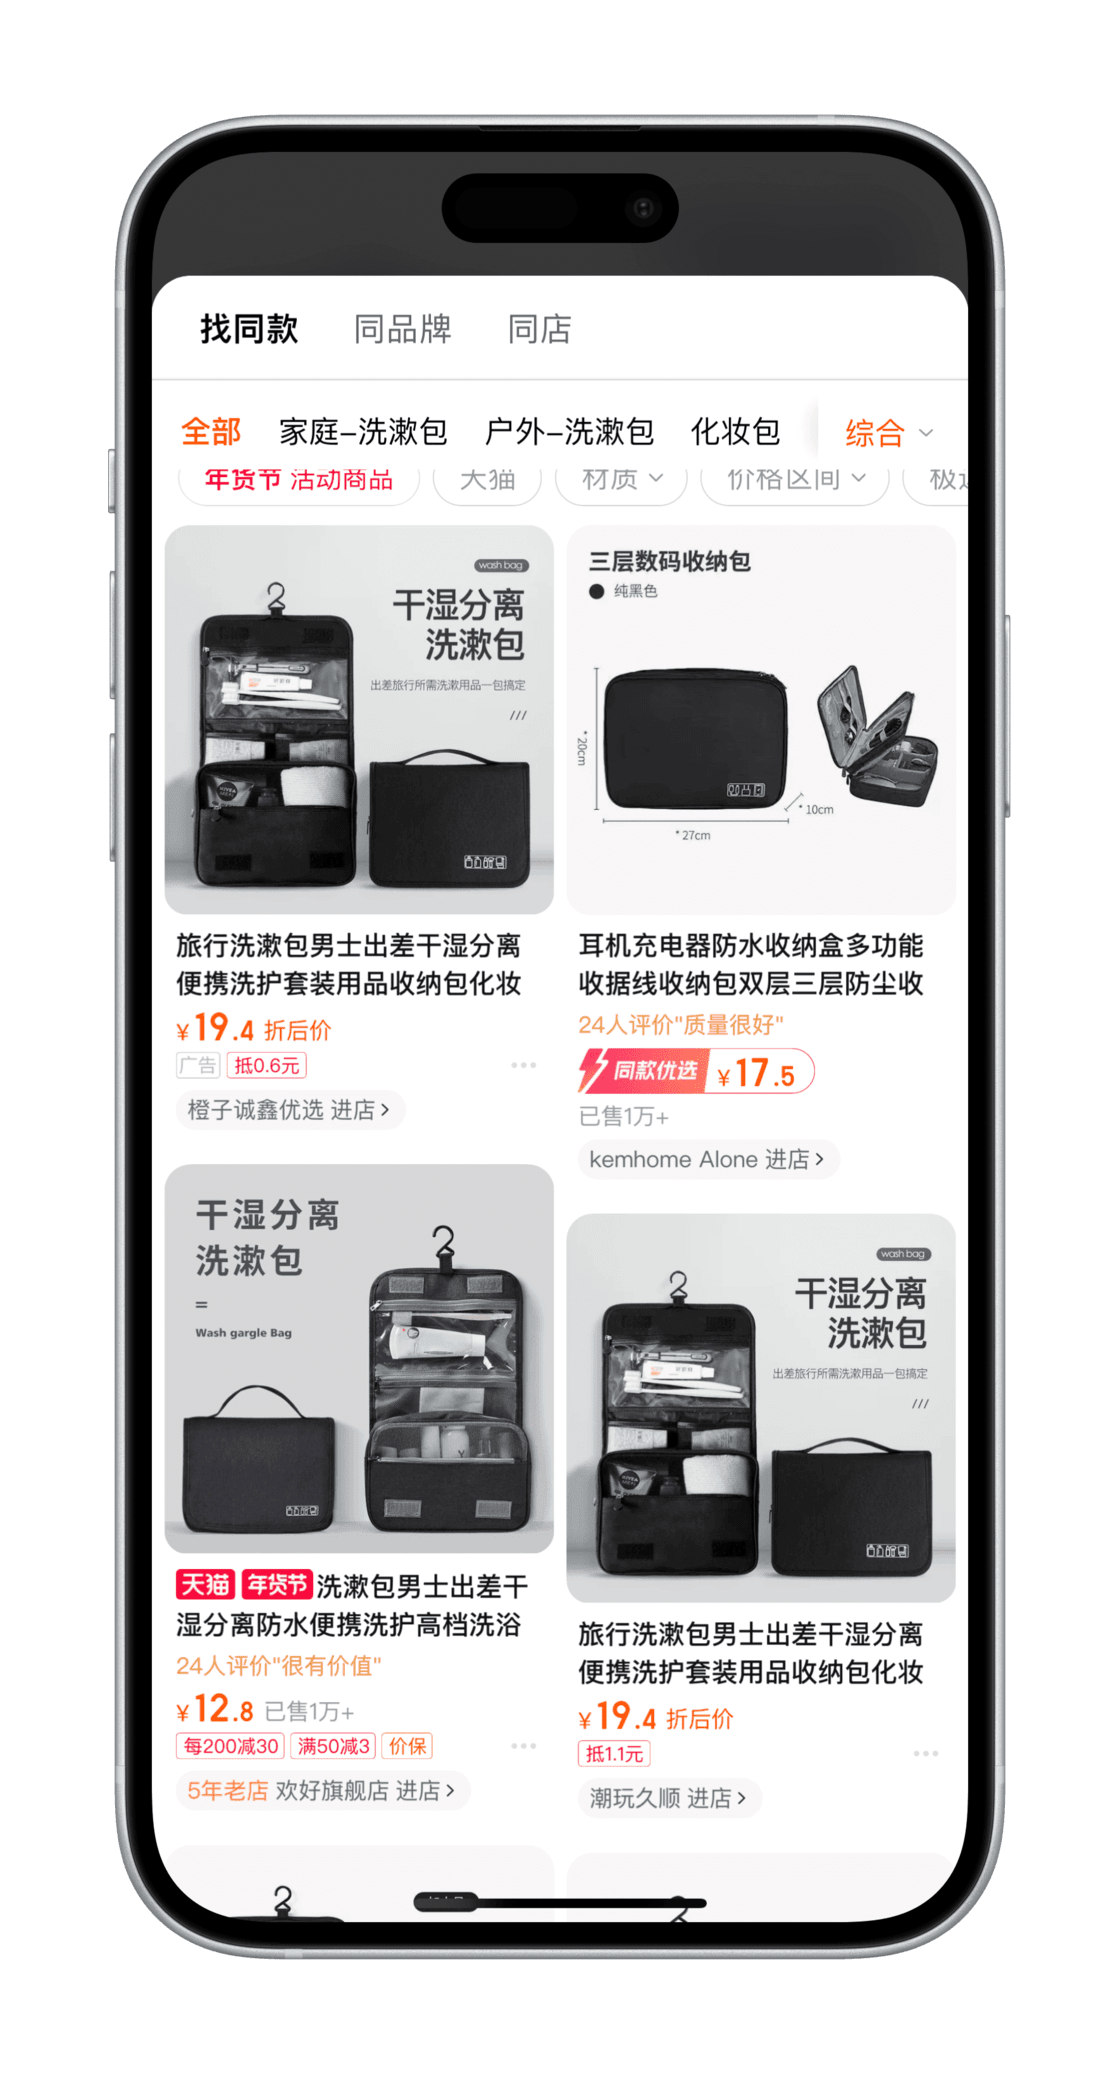 找同款 同品牌 同店
全部 家庭–洗漱包 户外–洗漱包 化妆包 综合
年货节 活动商品 天猫 材质 价格区间
wash bag
干湿分离
洗漱包
出差旅行所需洗漱用品一包搞定
///
NIVEA
旅行洗漱包男士出差干湿分离
便携洗护套装用品收纳包化妆
¥19.4 折后价
广告 抵0.6元
橙子诚鑫优选 进店
三层数码收纳包
纯黑色
* 20cm
* 10cm
* 27cm
耳机充电器防水收纳盒多功能
收据线收纳包双层三层防尘收
24人评价"质量很好"
同款优选 ¥17.5
已售1万+
kemhome Alone 进店
干湿分离
洗漱包
=
Wash gargle Bag
天猫 年货节 洗漱包男士出差干
湿分离防水便携洗护高档洗浴
24人评价"很有价值"
¥12.8 已售1万+
每200减30 满50减3 价保
5年老店 欢好旗舰店 进店
wash bag
干湿分离
洗漱包
出差旅行所需洗漱用品一包搞定
///
NIVEA
旅行洗漱包男士出差干湿分离
便携洗护套装用品收纳包化妆
¥19.4 折后价
抵1.1元
潮玩久顺 进店